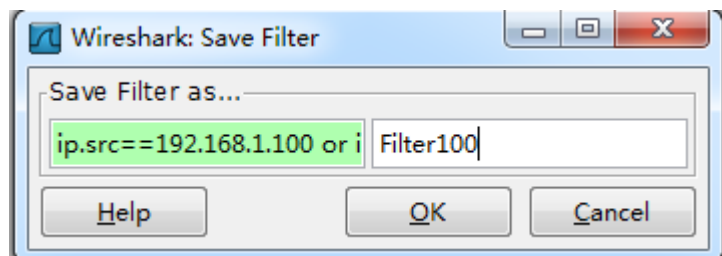 Wireshark: Save Filter
Save Filter as...
ip.src==192.168.1.100 or i Filter100
Help OK Cancel